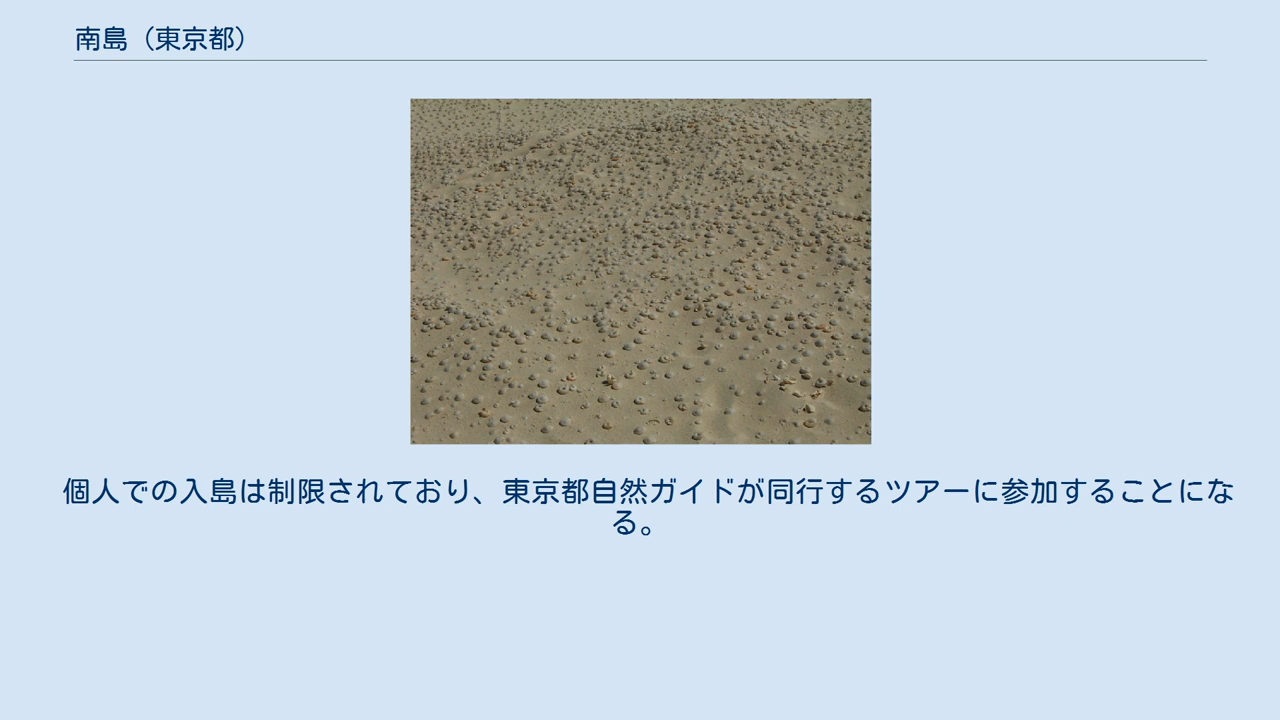 南島（東京都）
個人での入島は制限されており、東京都自然ガイドが同行するツアーに参加することにな
る。